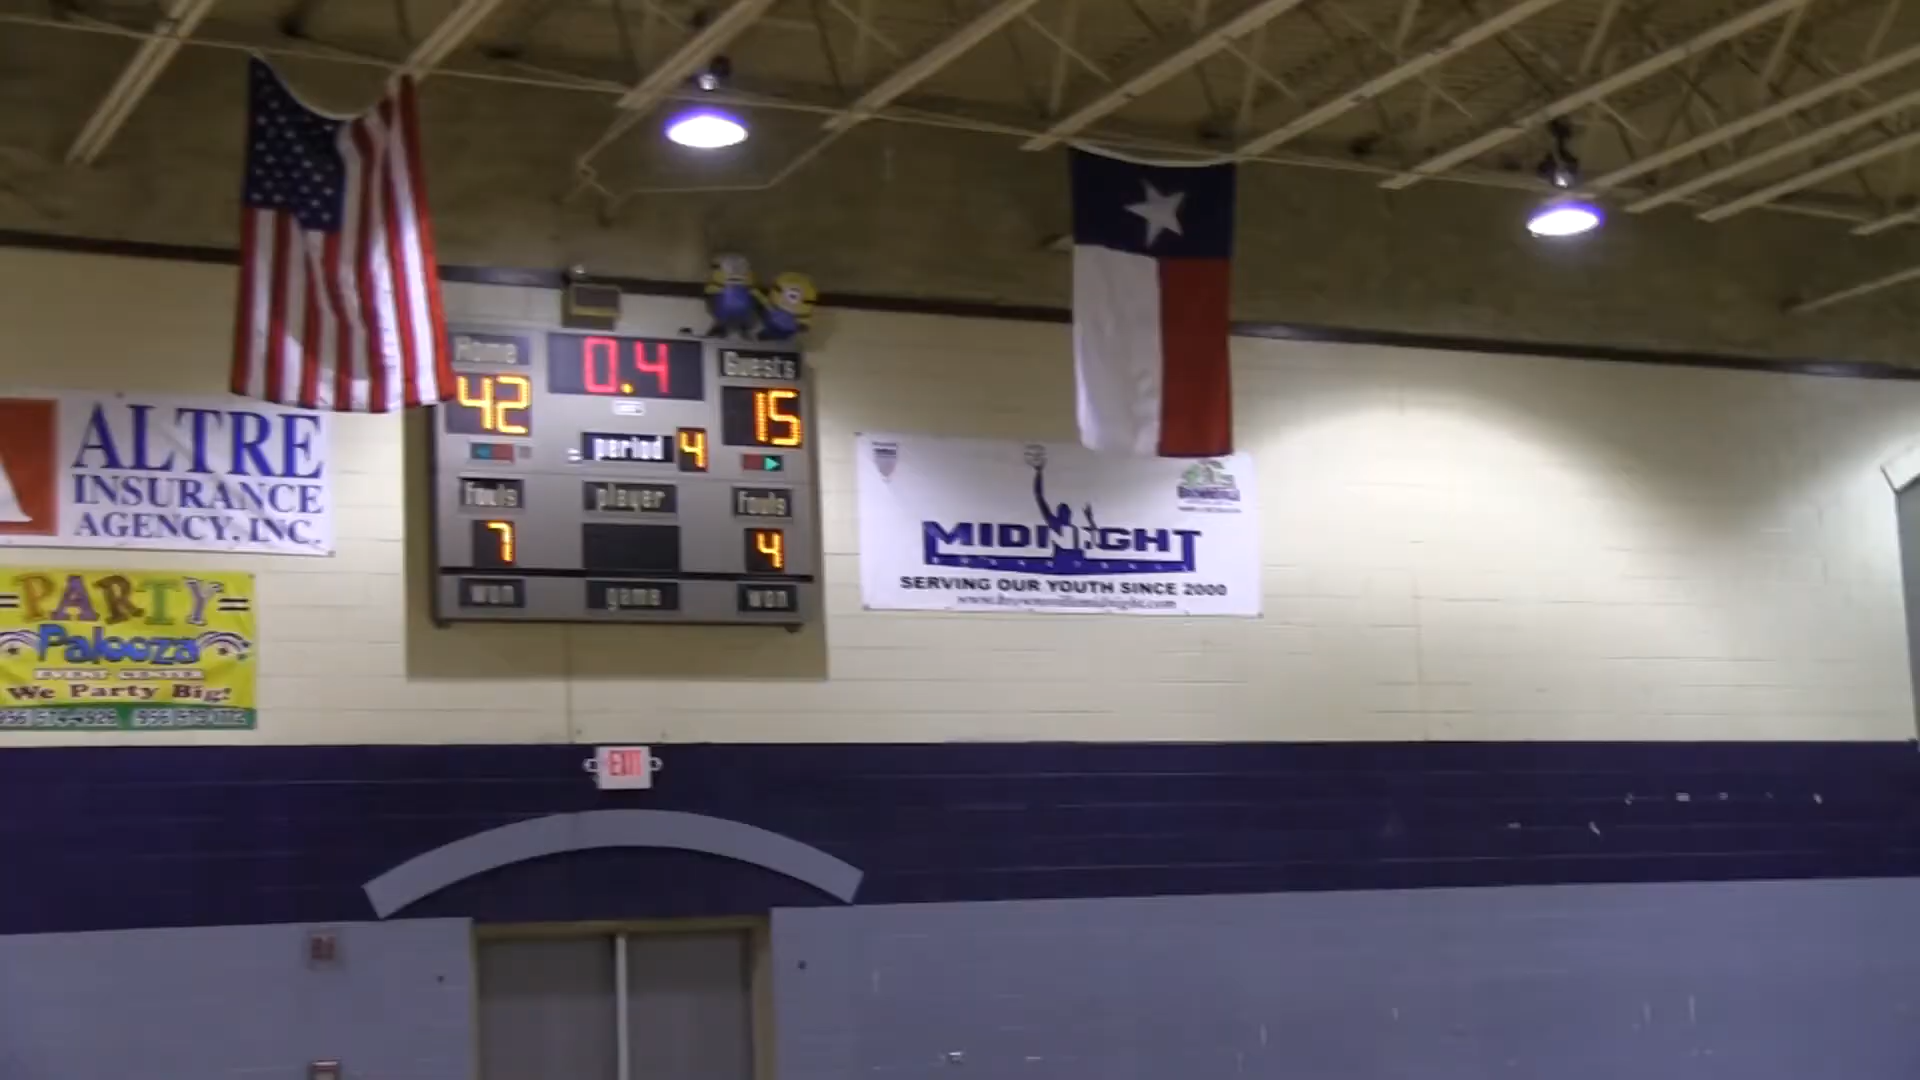 Home
0.4
Guests
42
15
period 4
Fouls
player
Fouls
7
4
won
game
won
ALTRE
INSURANCE
AGENCY, INC.
PARTY
Palooza
We Party Big!
MIDNIGHT
SERVING OUR YOUTH SINCE 2000
EXIT